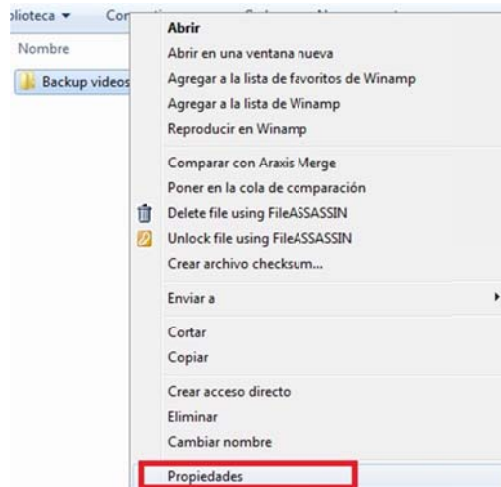 blioteca
Nombre
Backup videos
Abrir
Abrir en una ventana nueva
Agregar a la lista de favoritos de Winamp
Agregar a la lista de Winamp
Reproducir en Winamp
Comparar con Araxis Merge
Poner en la cola de comparación
Delete file using FileASSASSIN
Unlock file using FileASSASSIN
Crear archivo checksum...
Enviar a
Cortar
Copiar
Crear acceso directo
Eliminar
Cambiar nombre
Propiedades